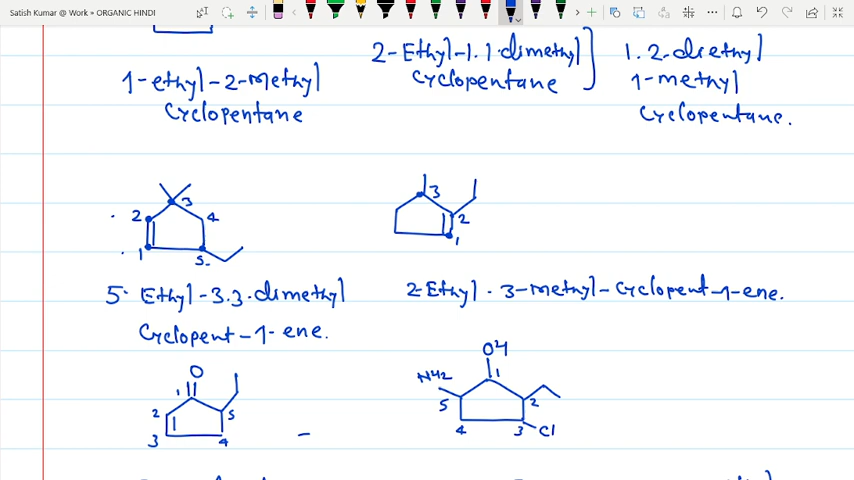 Satish Kumar @ Work » ORGANIC HINDI
1-ethyl-2-methyl
Cyclopentane
2-Ethyl-1.1.dimethyl
Cyclopentane
1.2-diethyl
1-methyl
Cyclopentane.
3
2
4
1
5.
3
2
1
5. Ethyl-3.3.dimethyl
Cyclopent-1-ene.
2-Ethyl.3-methyl-Cyclopent-1-ene.
O
1
2
5
3
4
OH
NH2
1
5
2
4
3
Cl